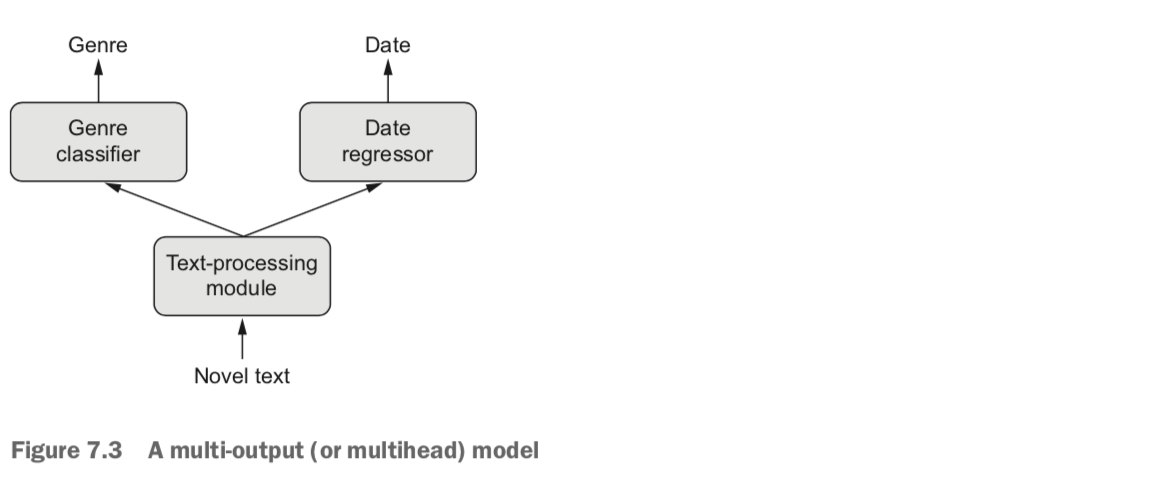 Genre
Date
Genre
classifier
Date
regressor
Text-processing
module
Novel text
Figure 7.3 A multi-output (or multihead) model